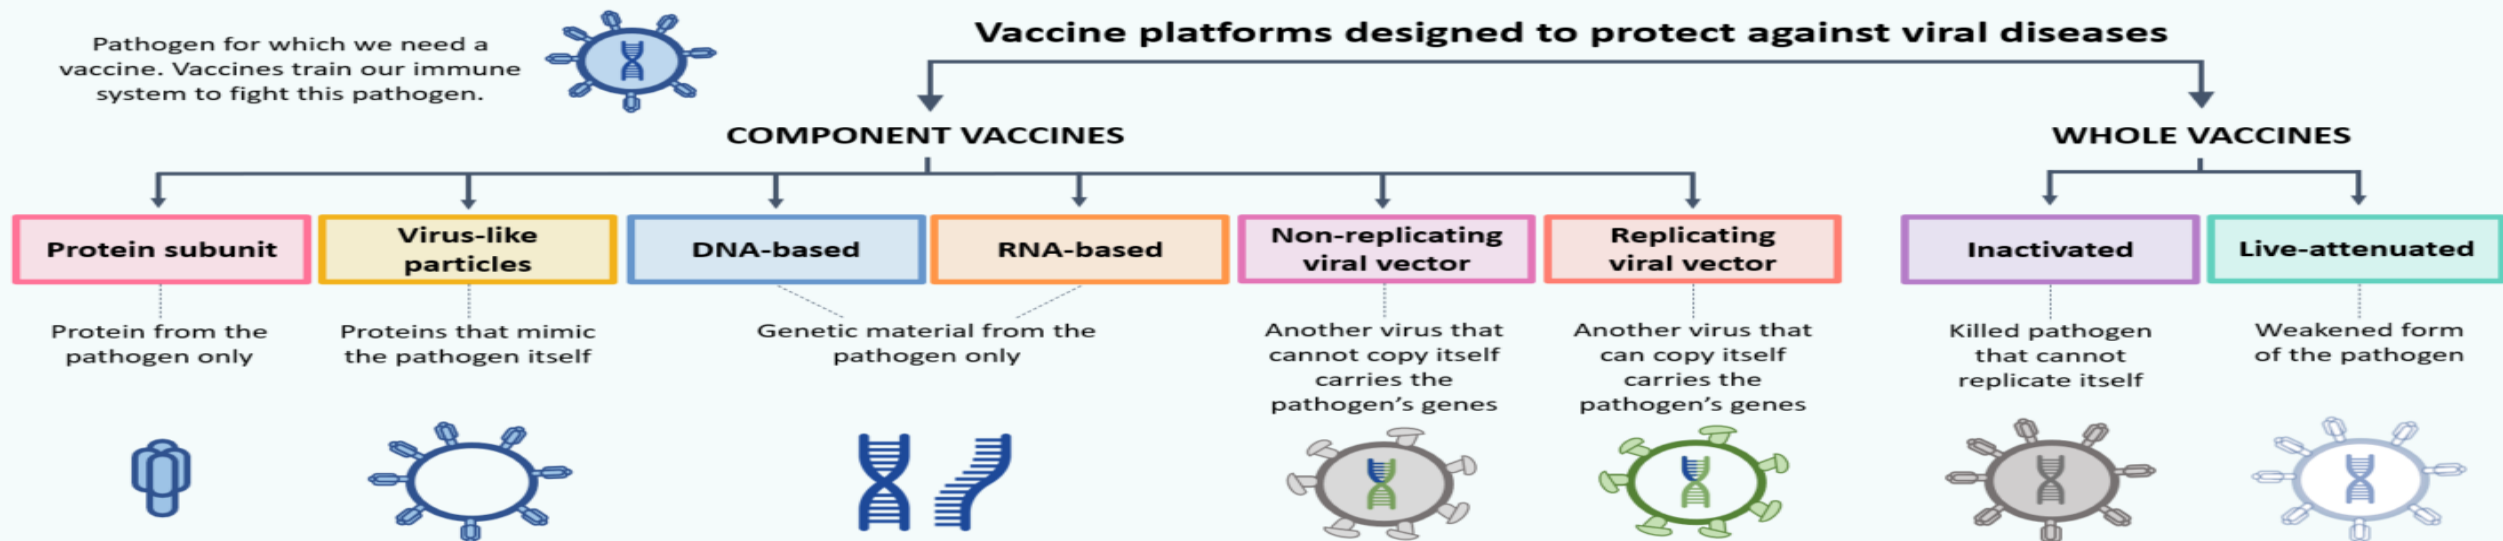 Pathogen for which we need a
vaccine. Vaccines train our immune
system to fight this pathogen.
Vaccine platforms designed to protect against viral diseases
COMPONENT VACCINES
WHOLE VACCINES
Protein subunit
Virus-like
particles
DNA-based
RNA-based
Non-replicating
viral vector
Replicating
viral vector
Inactivated
Live-attenuated
Protein from the
pathogen only
Proteins that mimic
the pathogen itself
Genetic material from the
pathogen only
Another virus that
cannot copy itself
carries the
pathogen’s genes
Another virus that
can copy itself
carries the
pathogen’s genes
Killed pathogen
that cannot
replicate itself
Weakened form
of the pathogen